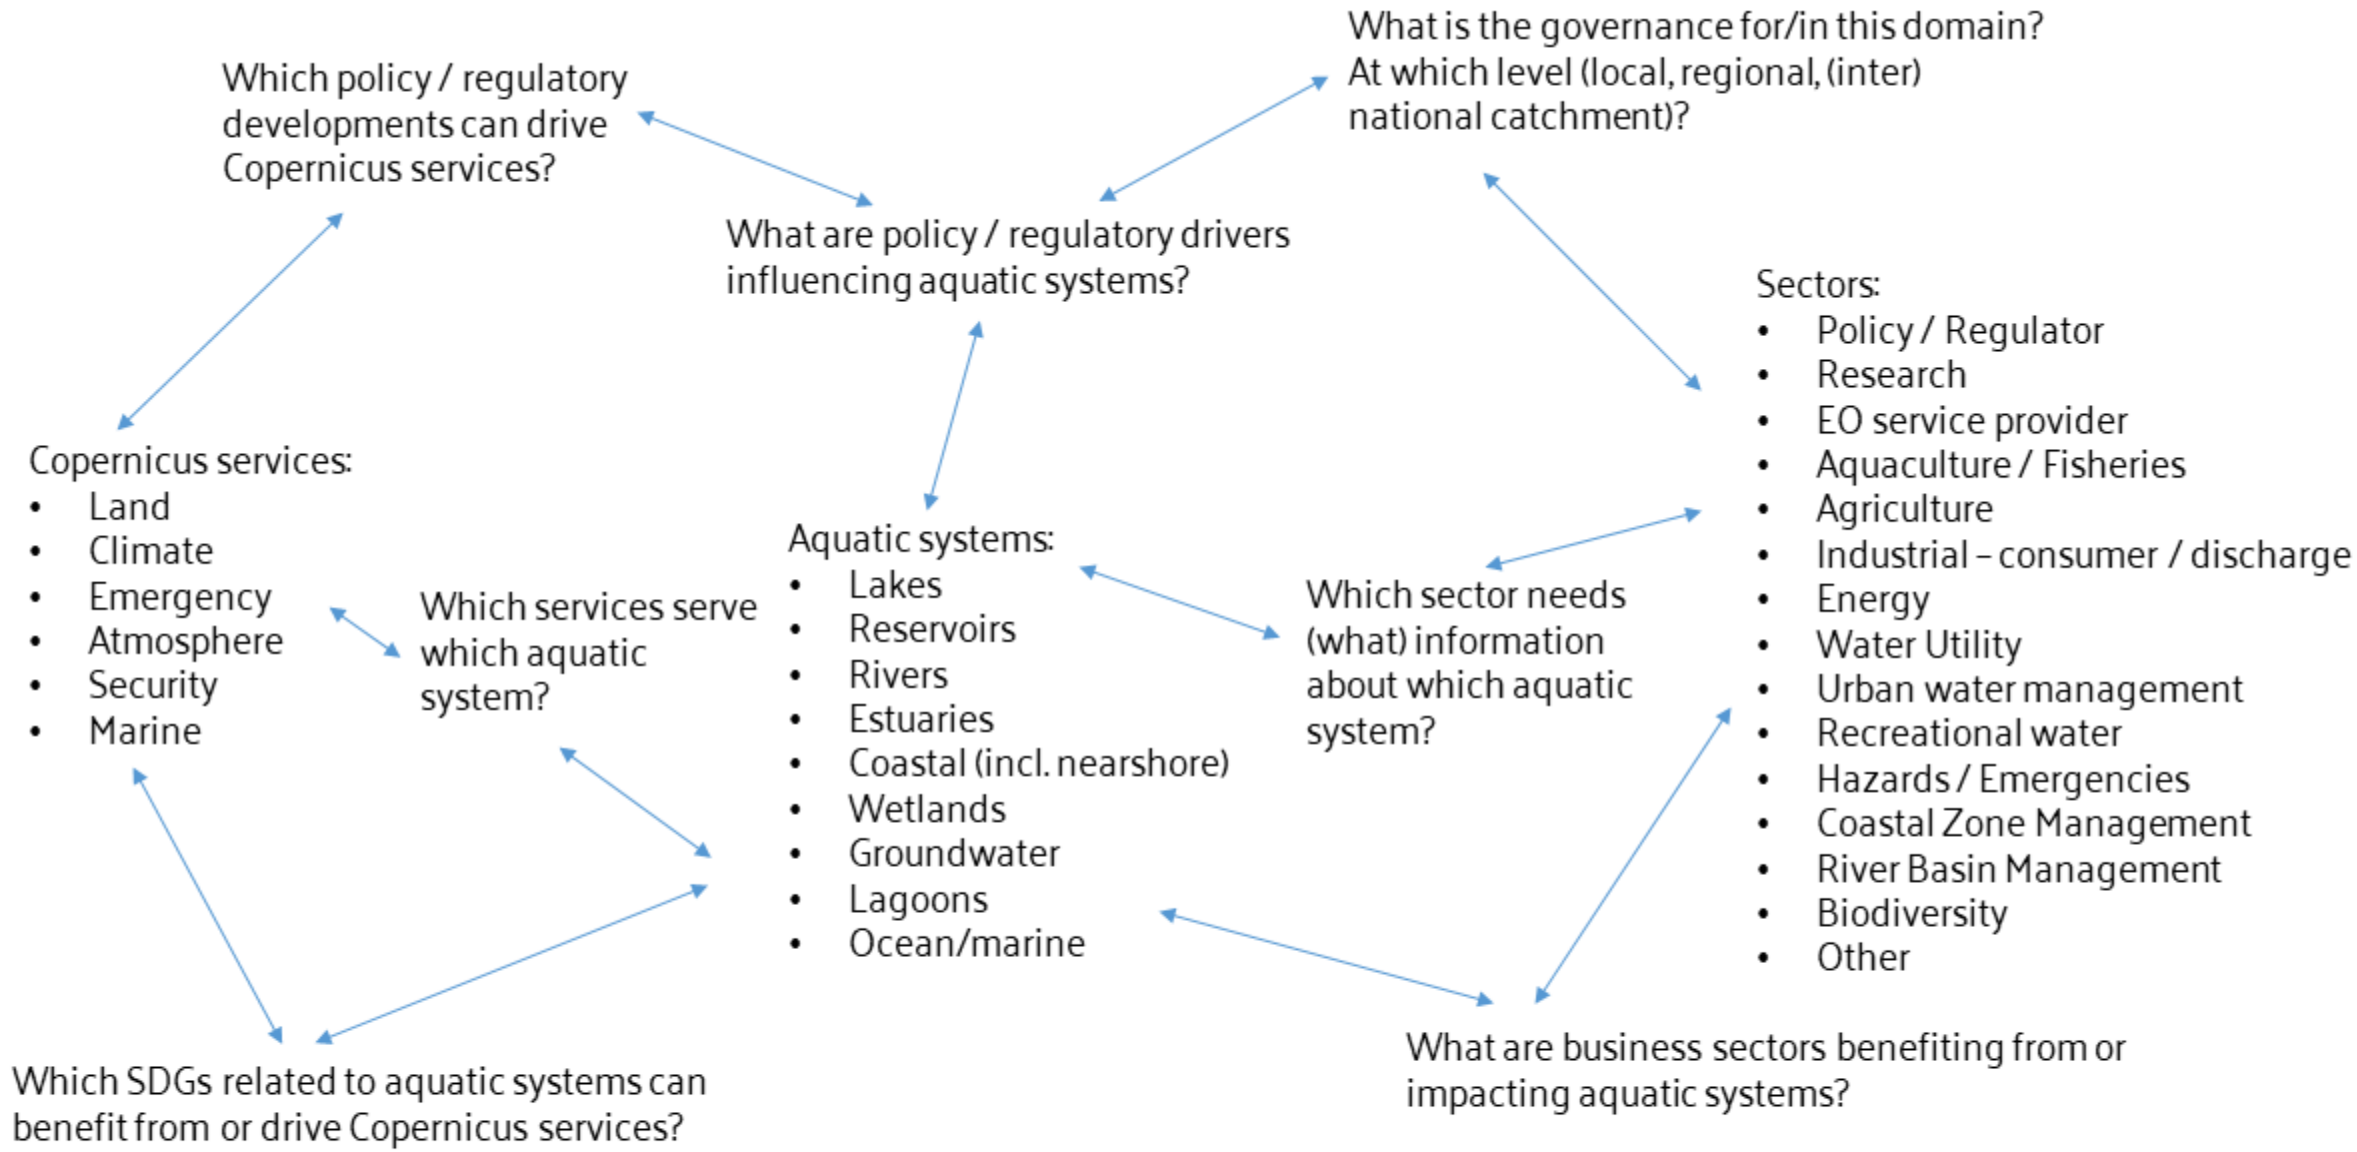 What is the governance for/in this domain?
At which level (local, regional, (inter)
national catchment)?
Which policy / regulatory
developments can drive
Copernicus services?
What are policy / regulatory drivers
influencing aquatic systems?
Copernicus services:
• Land
• Climate
• Emergency
• Atmosphere
• Security
• Marine
Which services serve
which aquatic
system?
Aquatic systems:
• Lakes
• Reservoirs
• Rivers
• Estuaries
• Coastal (incl. nearshore)
• Wetlands
• Groundwater
• Lagoons
• Ocean/marine
Which sector needs
(what) information
about which aquatic
system?
Sectors:
• Policy / Regulator
• Research
• EO service provider
• Aquaculture / Fisheries
• Agriculture
• Industrial – consumer / discharge
• Energy
• Water Utility
• Urban water management
• Recreational water
• Hazards / Emergencies
• Coastal Zone Management
• River Basin Management
• Biodiversity
• Other
Which SDGs related to aquatic systems can
benefit from or drive Copernicus services?
What are business sectors benefiting from or
impacting aquatic systems?